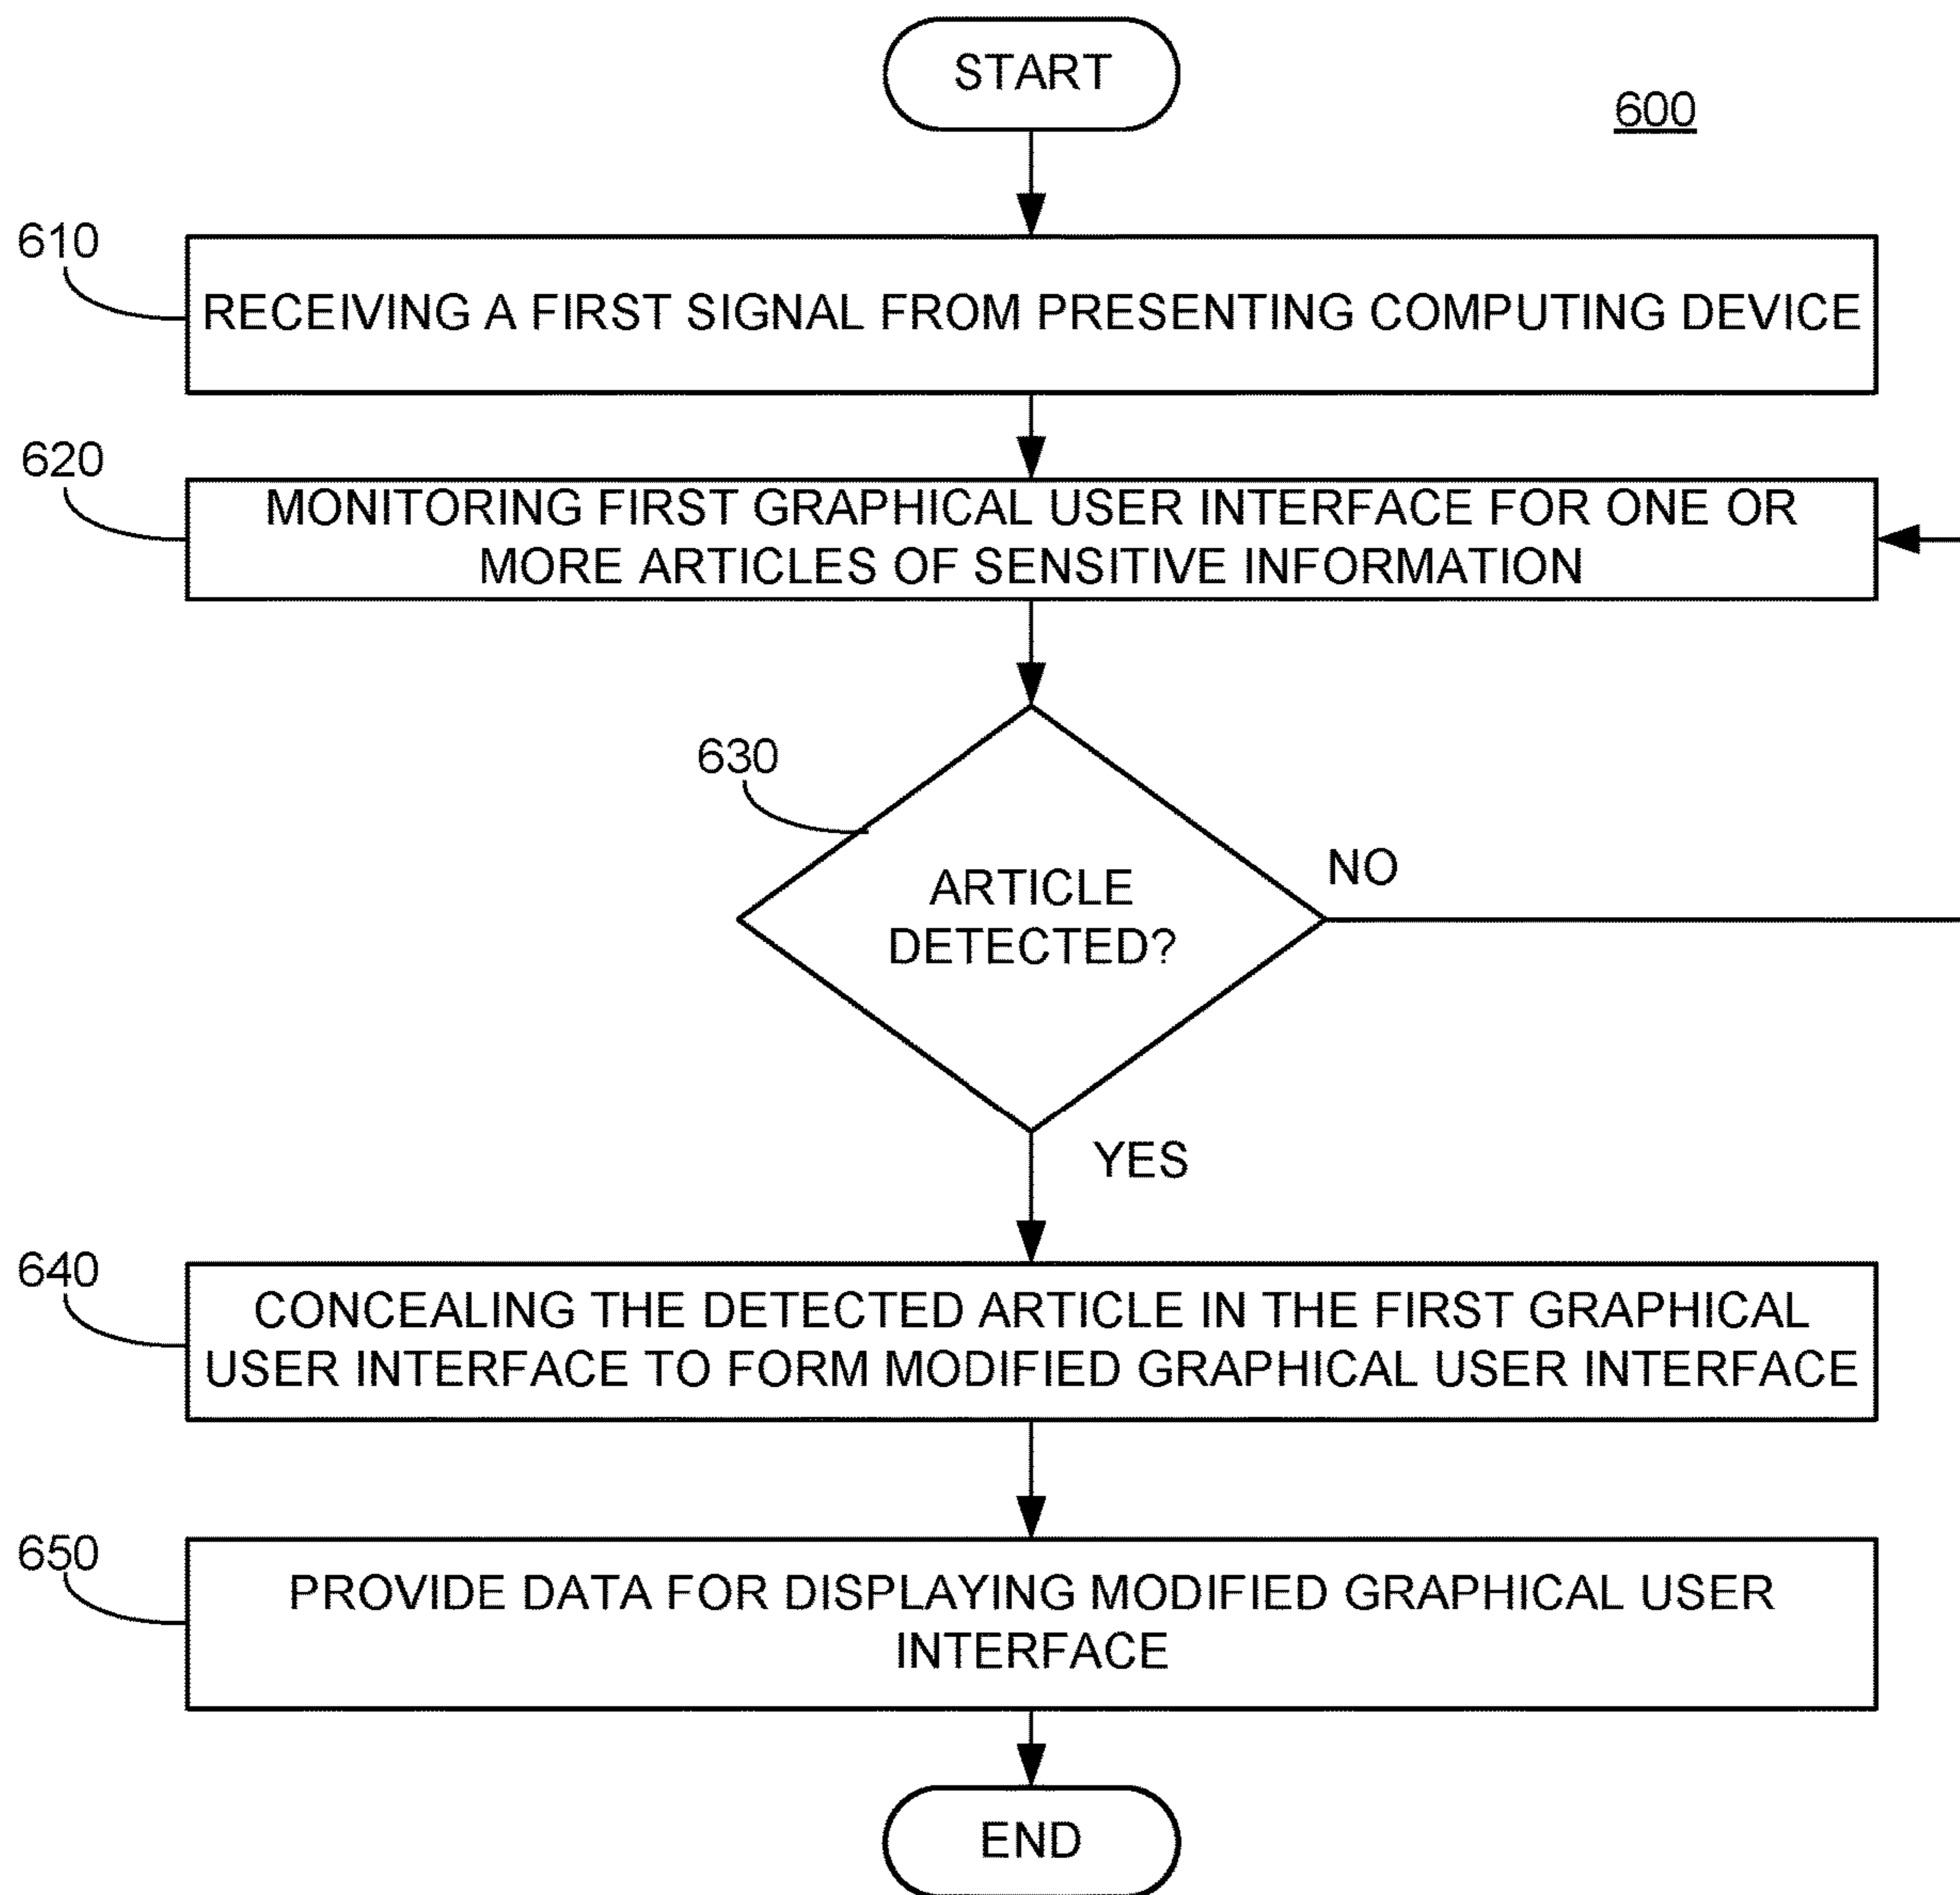 START
600
610
RECEIVING A FIRST SIGNAL FROM PRESENTING COMPUTING DEVICE
620
MONITORING FIRST GRAPHICAL USER INTERFACE FOR ONE OR
MORE ARTICLES OF SENSITIVE INFORMATION
630
ARTICLE
DETECTED?
NO
YES
640
CONCEALING THE DETECTED ARTICLE IN THE FIRST GRAPHICAL
USER INTERFACE TO FORM MODIFIED GRAPHICAL USER INTERFACE
650
PROVIDE DATA FOR DISPLAYING MODIFIED GRAPHICAL USER
INTERFACE
END